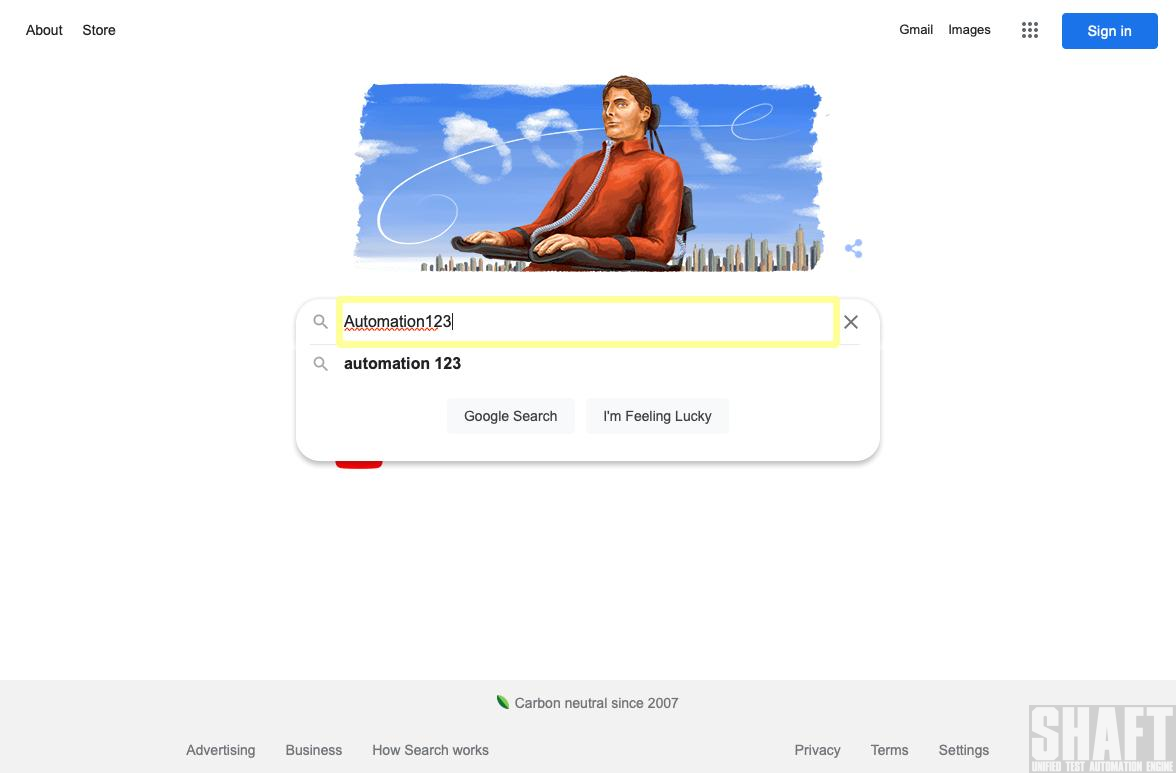 About Store
Gmail Images
Sign in
Automation123
automation 123
Google Search
I'm Feeling Lucky
Carbon neutral since 2007
Advertising Business How Search works
Privacy Terms Settings
SHAFT
UNIFIED TEST AUTOMATION ENGINE